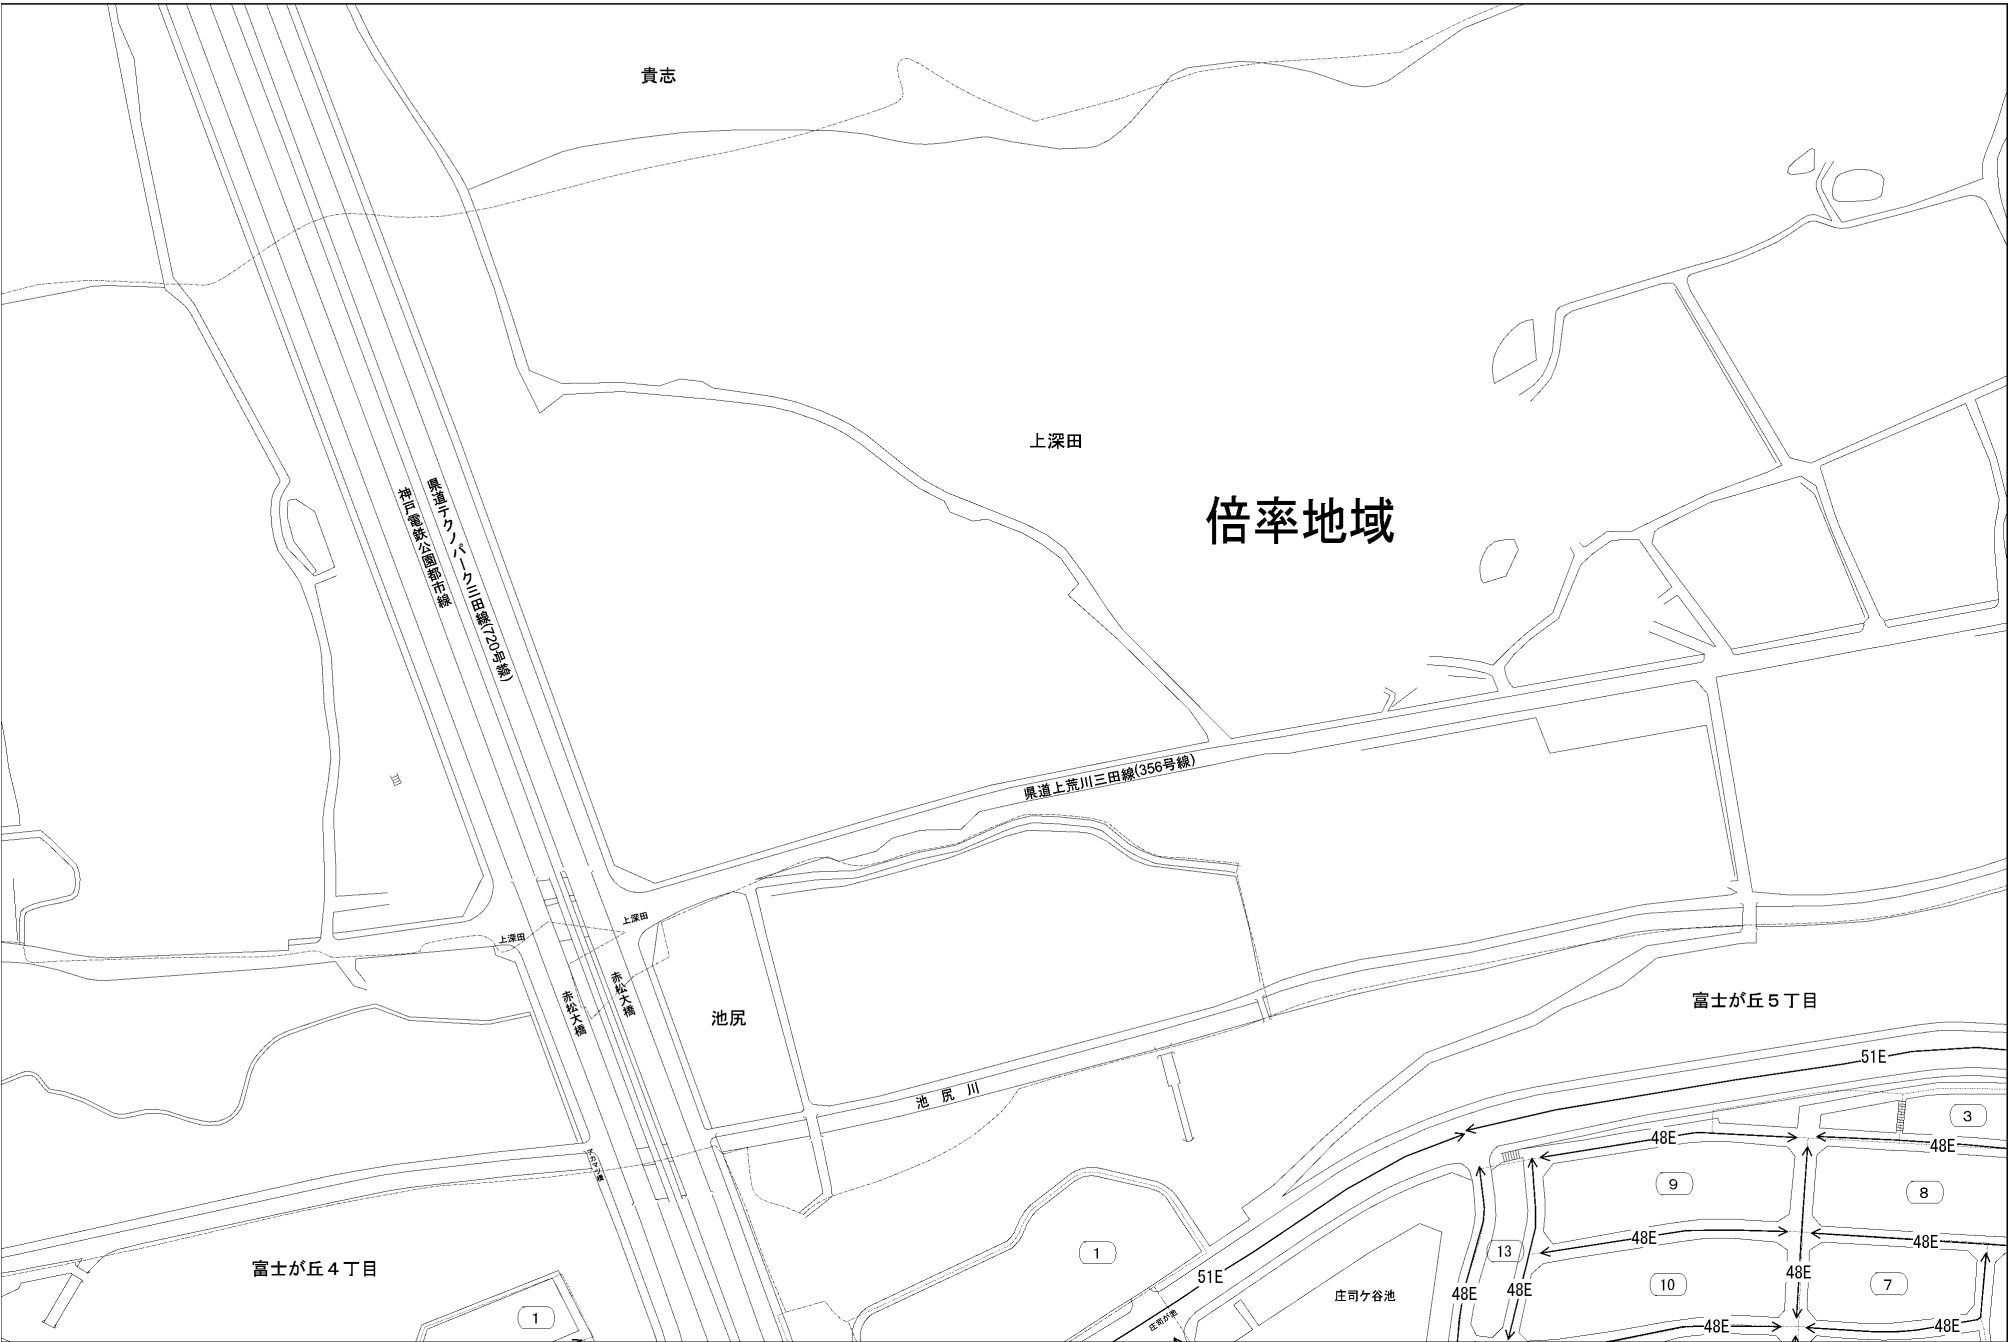 貴志
上深田
倍率地域
県道テクノパーク三田線(720号線)
神戸電鉄公園都市線
県道上荒川三田線(356号線)
上深田
上深田
赤松大橋
赤松大橋
池尻
富士が丘5丁目
池尻川
51E
3
48E
48E
9
8
48E
48E
13
1
富士が丘4丁目
51E
48E
48E
48E
10
7
庄司ケ谷池
庄司が池
1
48E
48E